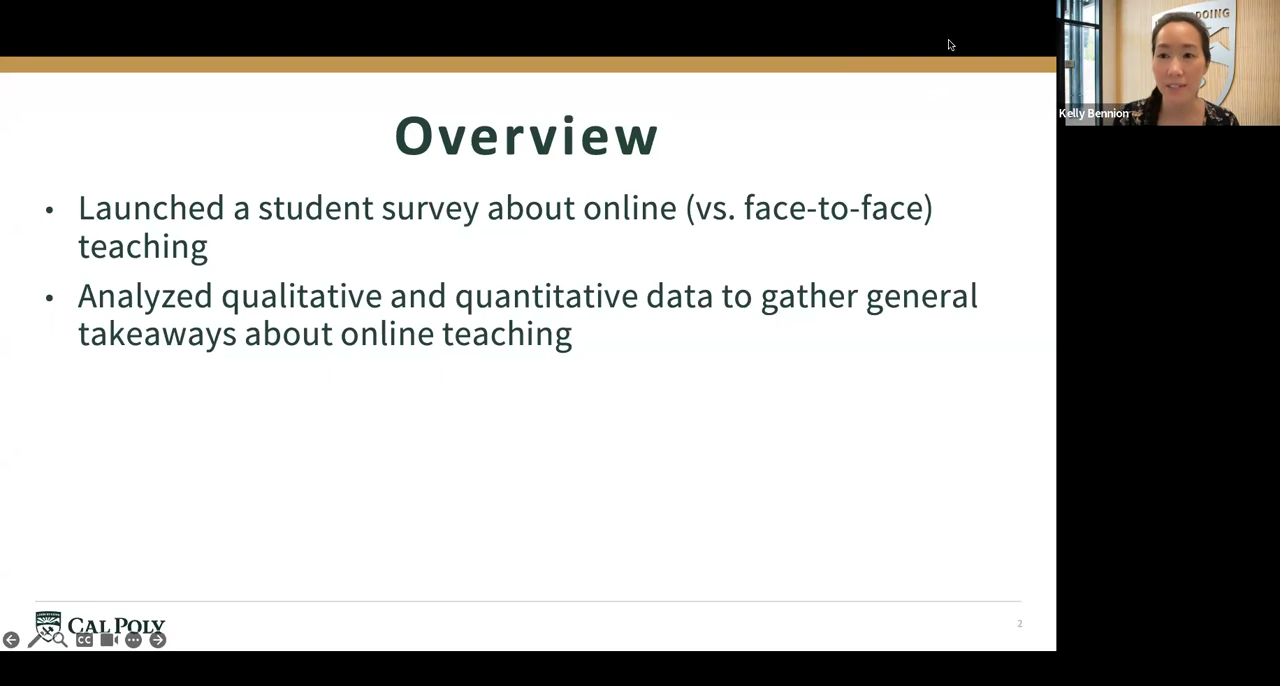 Overview
• Launched a student survey about online (vs. face-to-face)
teaching
• Analyzed qualitative and quantitative data to gather general
takeaways about online teaching
CAL POLY
2
CC
DOING
Kelly Bennion